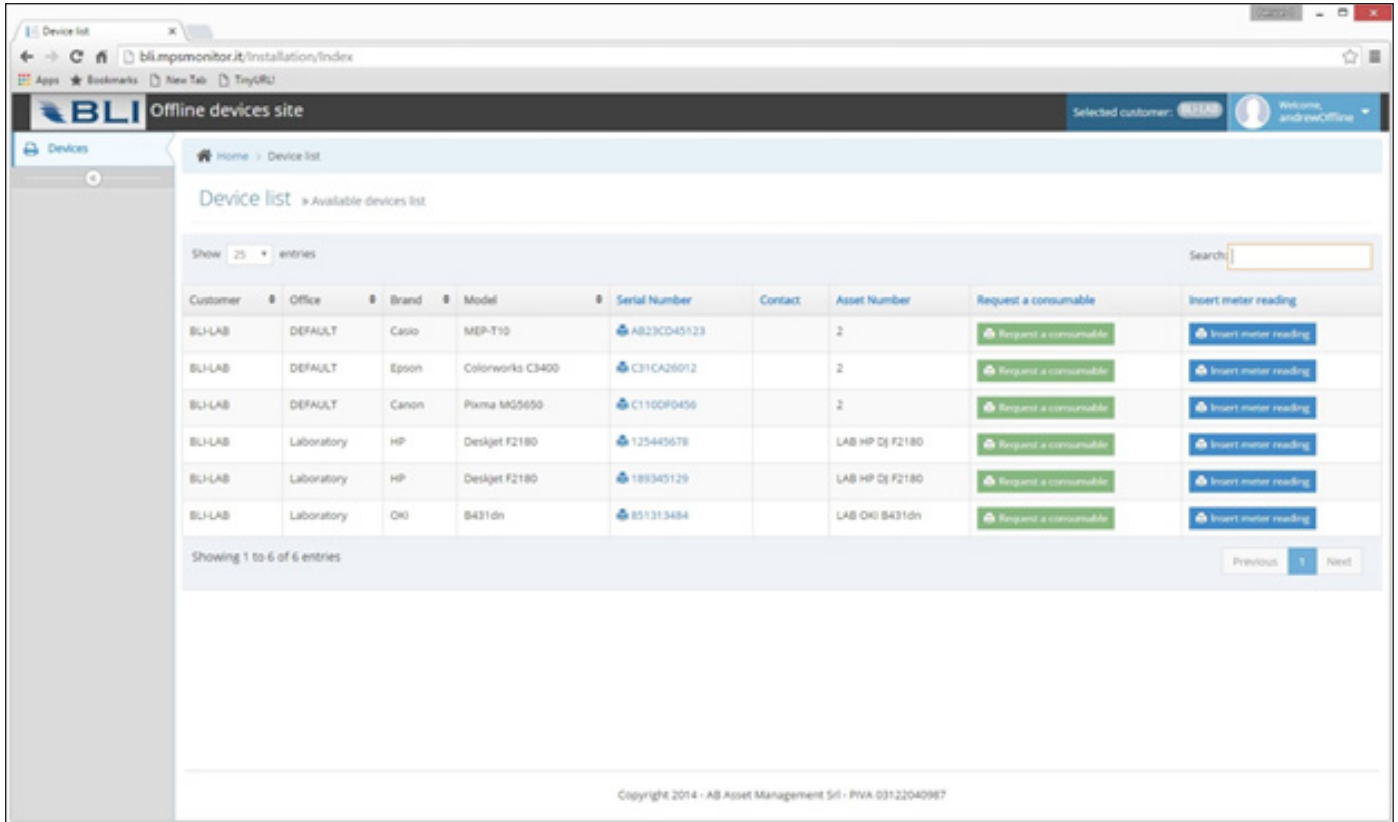 Device list
bli.mpsmonitor.it/Installation/Index
Apps Bookmarks New Tab TinyURL!
BLI Offline devices site Selected customer: BLI-LAB Welcome, andrewOffline
Devices
Home > Device list
Device list » Available devices list
Show 25 entries Search:
Customer Office Brand Model Serial Number Contact Asset Number Request a consumable Insert meter reading
BLI-LAB DEFAULT Casio MEP-T10 AB23CD45123 2 Request a consumable Insert meter reading
BLI-LAB DEFAULT Epson Colorworks C3400 C31CA26012 2 Request a consumable Insert meter reading
BLI-LAB DEFAULT Canon Pixma MG5650 C110DF0456 2 Request a consumable Insert meter reading
BLI-LAB Laboratory HP Deskjet F2180 125445678 LAB HP DJ F2180 Request a consumable Insert meter reading
BLI-LAB Laboratory HP Deskjet F2180 189345129 LAB HP DJ F2180 Request a consumable Insert meter reading
BLI-LAB Laboratory OKI B431dn 851313484 LAB OKI B431dn Request a consumable Insert meter reading
Showing 1 to 6 of 6 entries Previous 1 Next
Copyright 2014 - AB Asset Management Srl - PIVA 03122040987